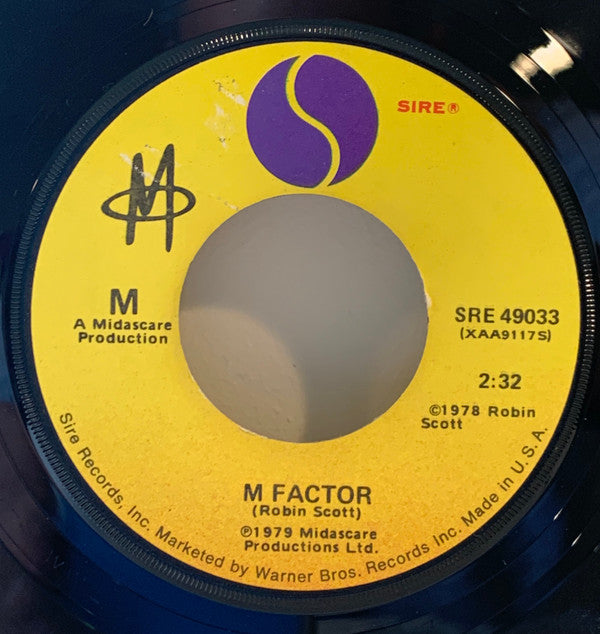 SIRE®
M
M
A Midascare
Production
SRE 49033
(XAA9117S)
2:32
©1978 Robin
Scott
M FACTOR
(Robin Scott)
℗1979 Midascare
Productions Ltd.
Sire Records, Inc. Marketed by Warner Bros. Records Inc. Made in U.S.A.